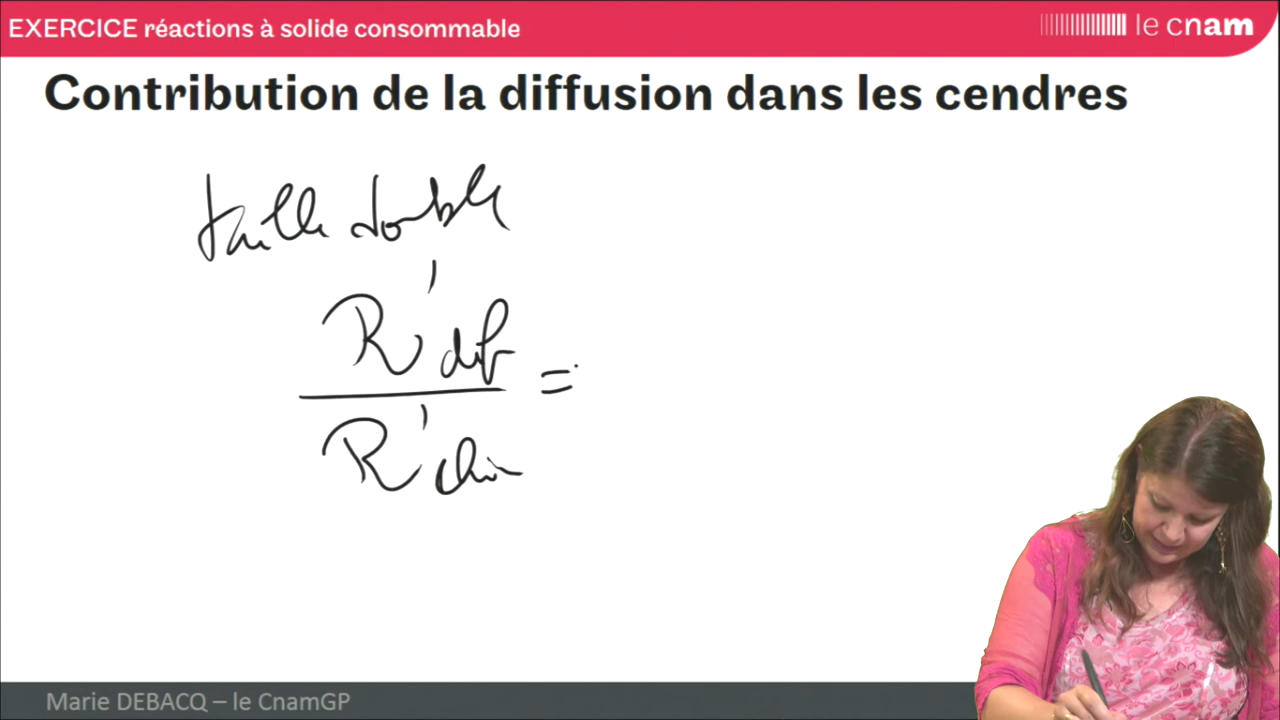 EXERCICE réactions à solide consommable
le cnam
Contribution de la diffusion dans les cendres
taille double
R'dif
=
R'chim
Marie DEBACQ – le CnamGP